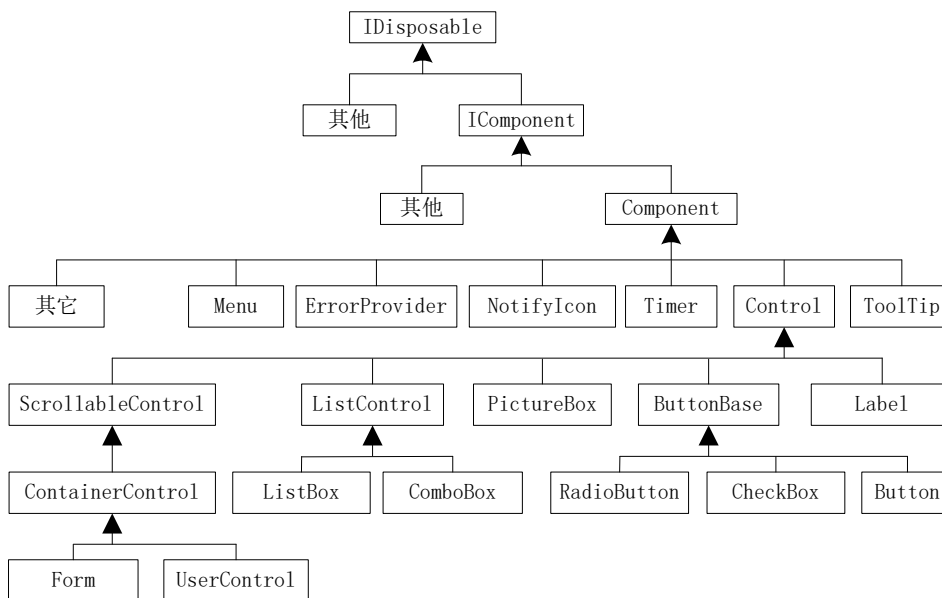 IDisposable
其他 IComponent
其他 Component
其它 Menu ErrorProvider NotifyIcon Timer Control ToolTip
ScrollableControl ListControl PictureBox ButtonBase Label
ContainerControl ListBox ComboBox RadioButton CheckBox Button
Form UserControl